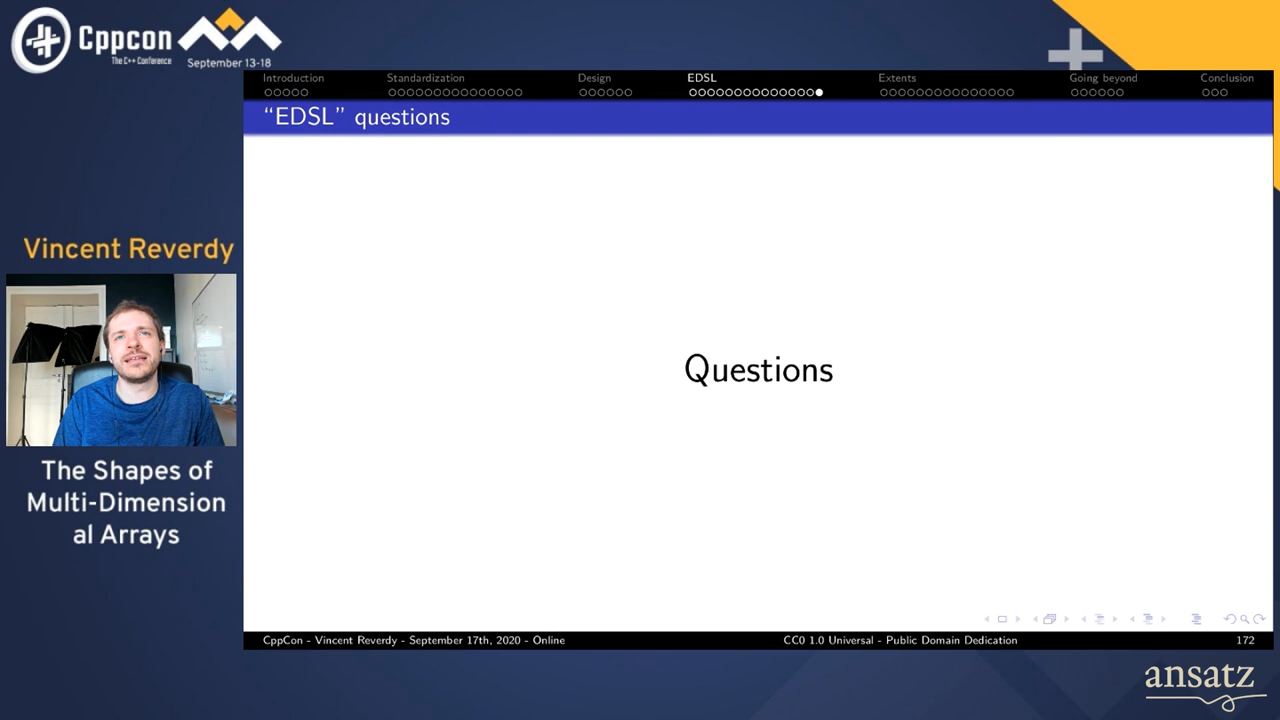 Cppcon
The C++ Conference
September 13-18
Introduction Standardization Design EDSL Extents Going beyond Conclusion
“EDSL” questions
Vincent Reverdy
Questions
The Shapes of
Multi-Dimension
al Arrays
CppCon - Vincent Reverdy - September 17th, 2020 - Online CC0 1.0 Universal - Public Domain Dedication 172
ansatz